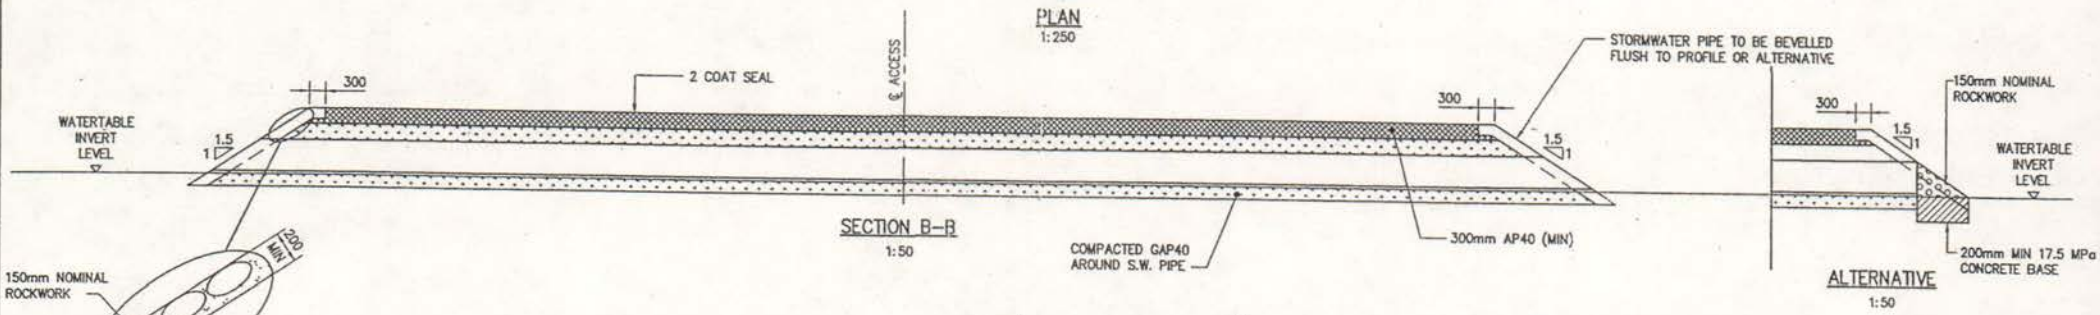 PLAN
1:250
STORMWATER PIPE TO BE BEVELLED
FLUSH TO PROFILE OR ALTERNATIVE
300
2 COAT SEAL
℄ ACCESS
300
300
150mm NOMINAL
ROCKWORK
WATERTABLE
INVERT
LEVEL
1.5
1
1.5
1
1.5
1
WATERTABLE
INVERT
LEVEL
SECTION B-B
1:50
COMPACTED GAP40
AROUND S.W. PIPE
300mm AP40 (MIN)
200mm MIN 17.5 MPa
CONCRETE BASE
ALTERNATIVE
1:50
200
MIN
150mm NOMINAL
ROCKWORK